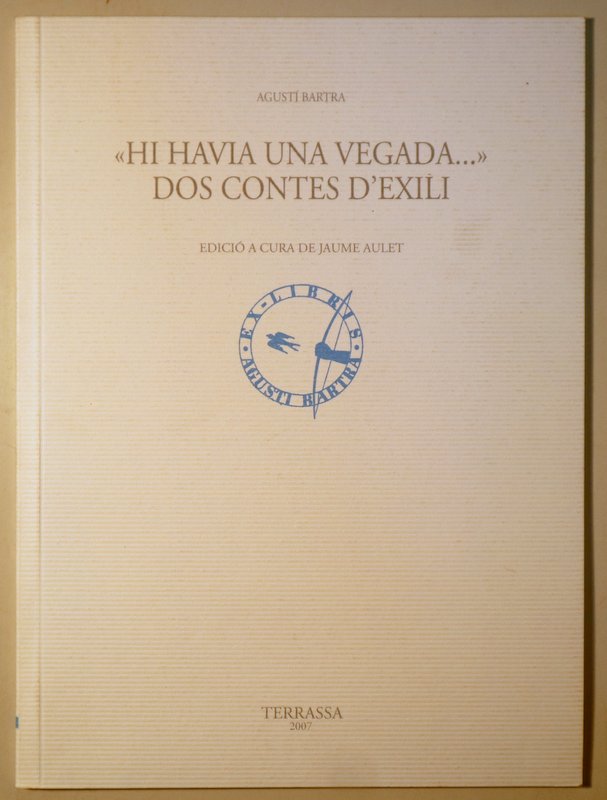 AGUSTÍ BARTRA
«HI HAVIA UNA VEGADA...»
DOS CONTES D'EXILI
EDICIÓ A CURA DE JAUME AULET
· EX-LIBRIS ·
AGUSTI BARTRA
TERRASSA
2007